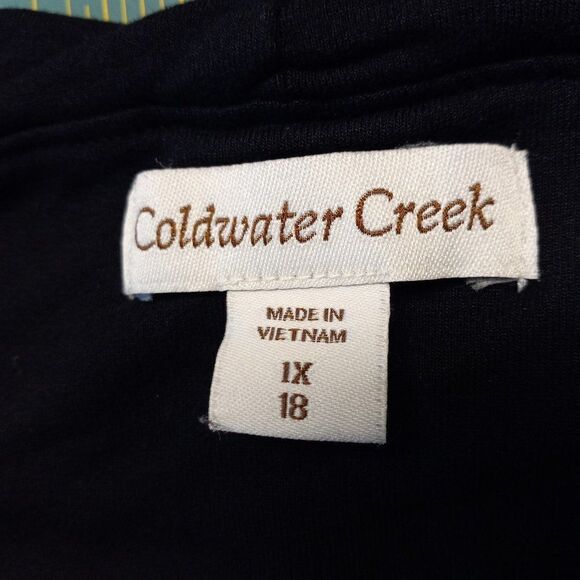 Coldwater Creek
MADE IN
VIETNAM
1X
18